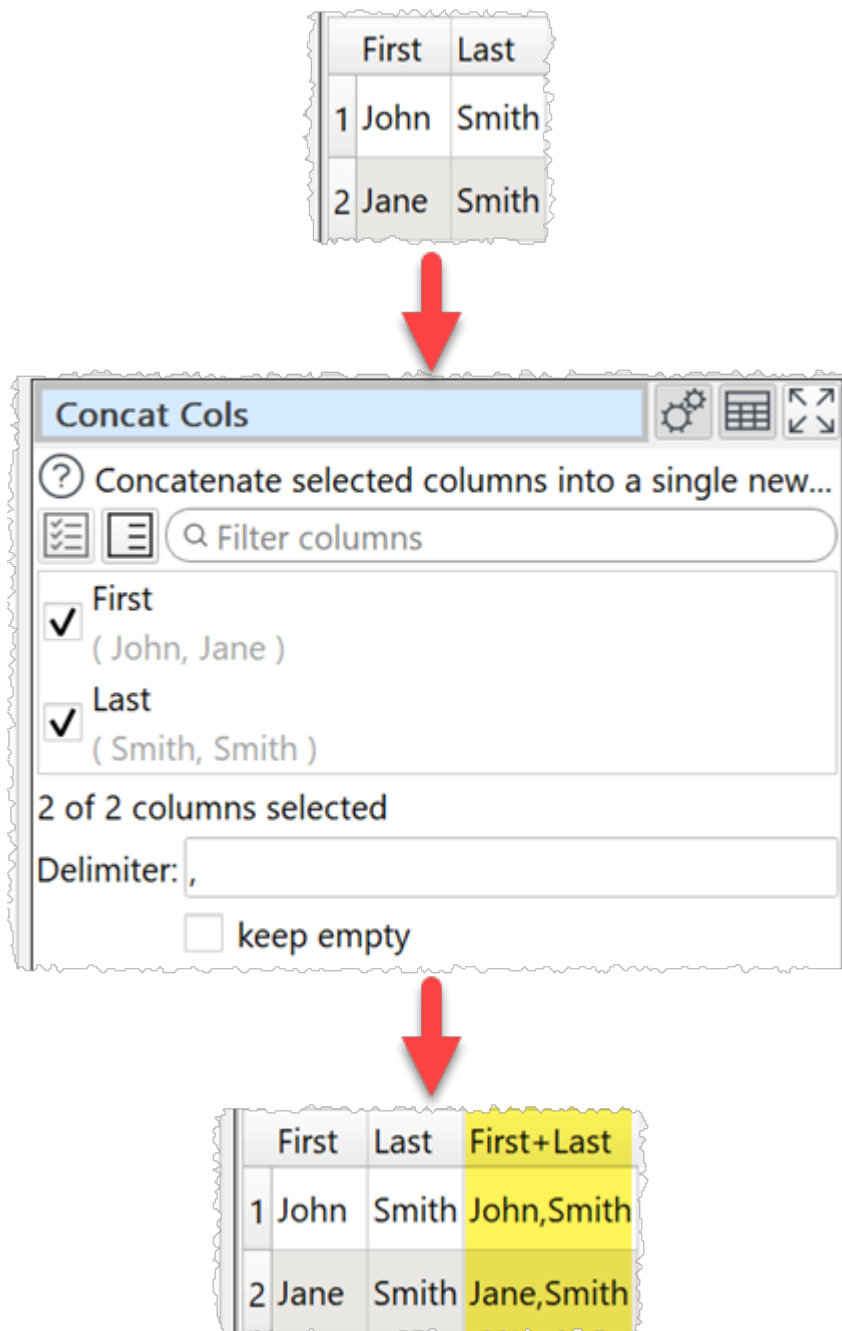 First Last
1 John Smith
2 Jane Smith
Concat Cols
? Concatenate selected columns into a single new...
Filter columns
First
( John, Jane )
Last
( Smith, Smith )
2 of 2 columns selected
Delimiter: ,
keep empty
First Last First+Last
1 John Smith John,Smith
2 Jane Smith Jane,Smith